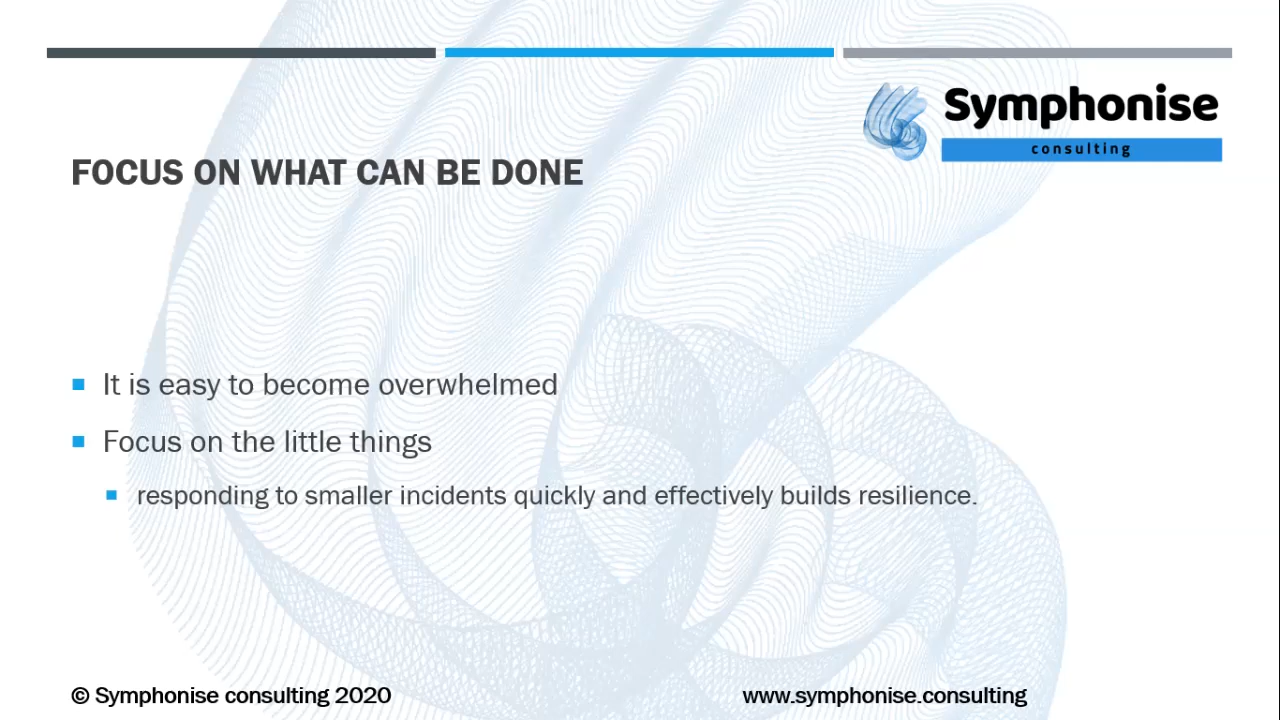 Symphonise
consulting
FOCUS ON WHAT CAN BE DONE
It is easy to become overwhelmed
Focus on the little things
responding to smaller incidents quickly and effectively builds resilience.
© Symphonise consulting 2020
www.symphonise.consulting